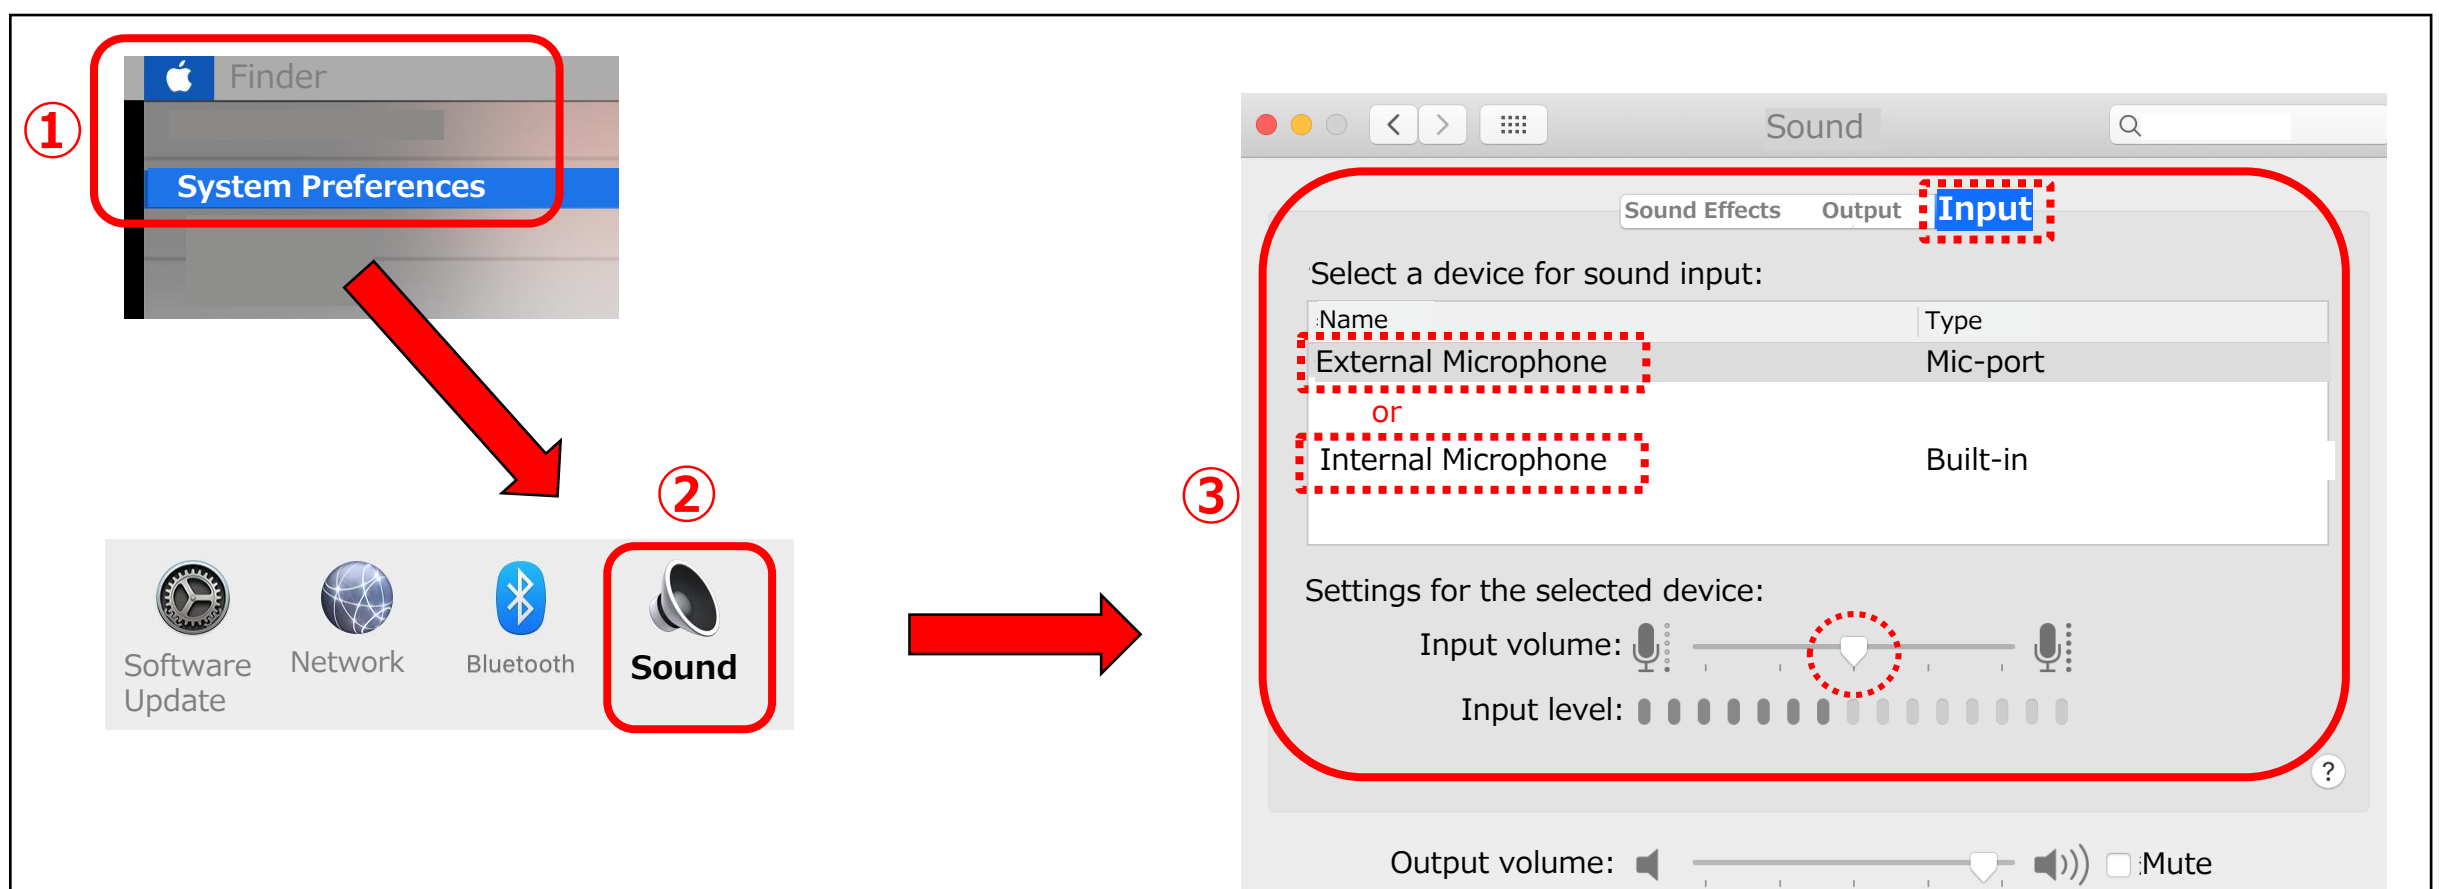 ①
Finder
System Preferences
②
Software
Update
Network
Bluetooth
Sound
③
Sound
Sound Effects Output Input
Select a device for sound input:
Name Type
External Microphone Mic-port
or
Internal Microphone Built-in
Settings for the selected device:
Input volume:
Input level:
?
Output volume: Mute